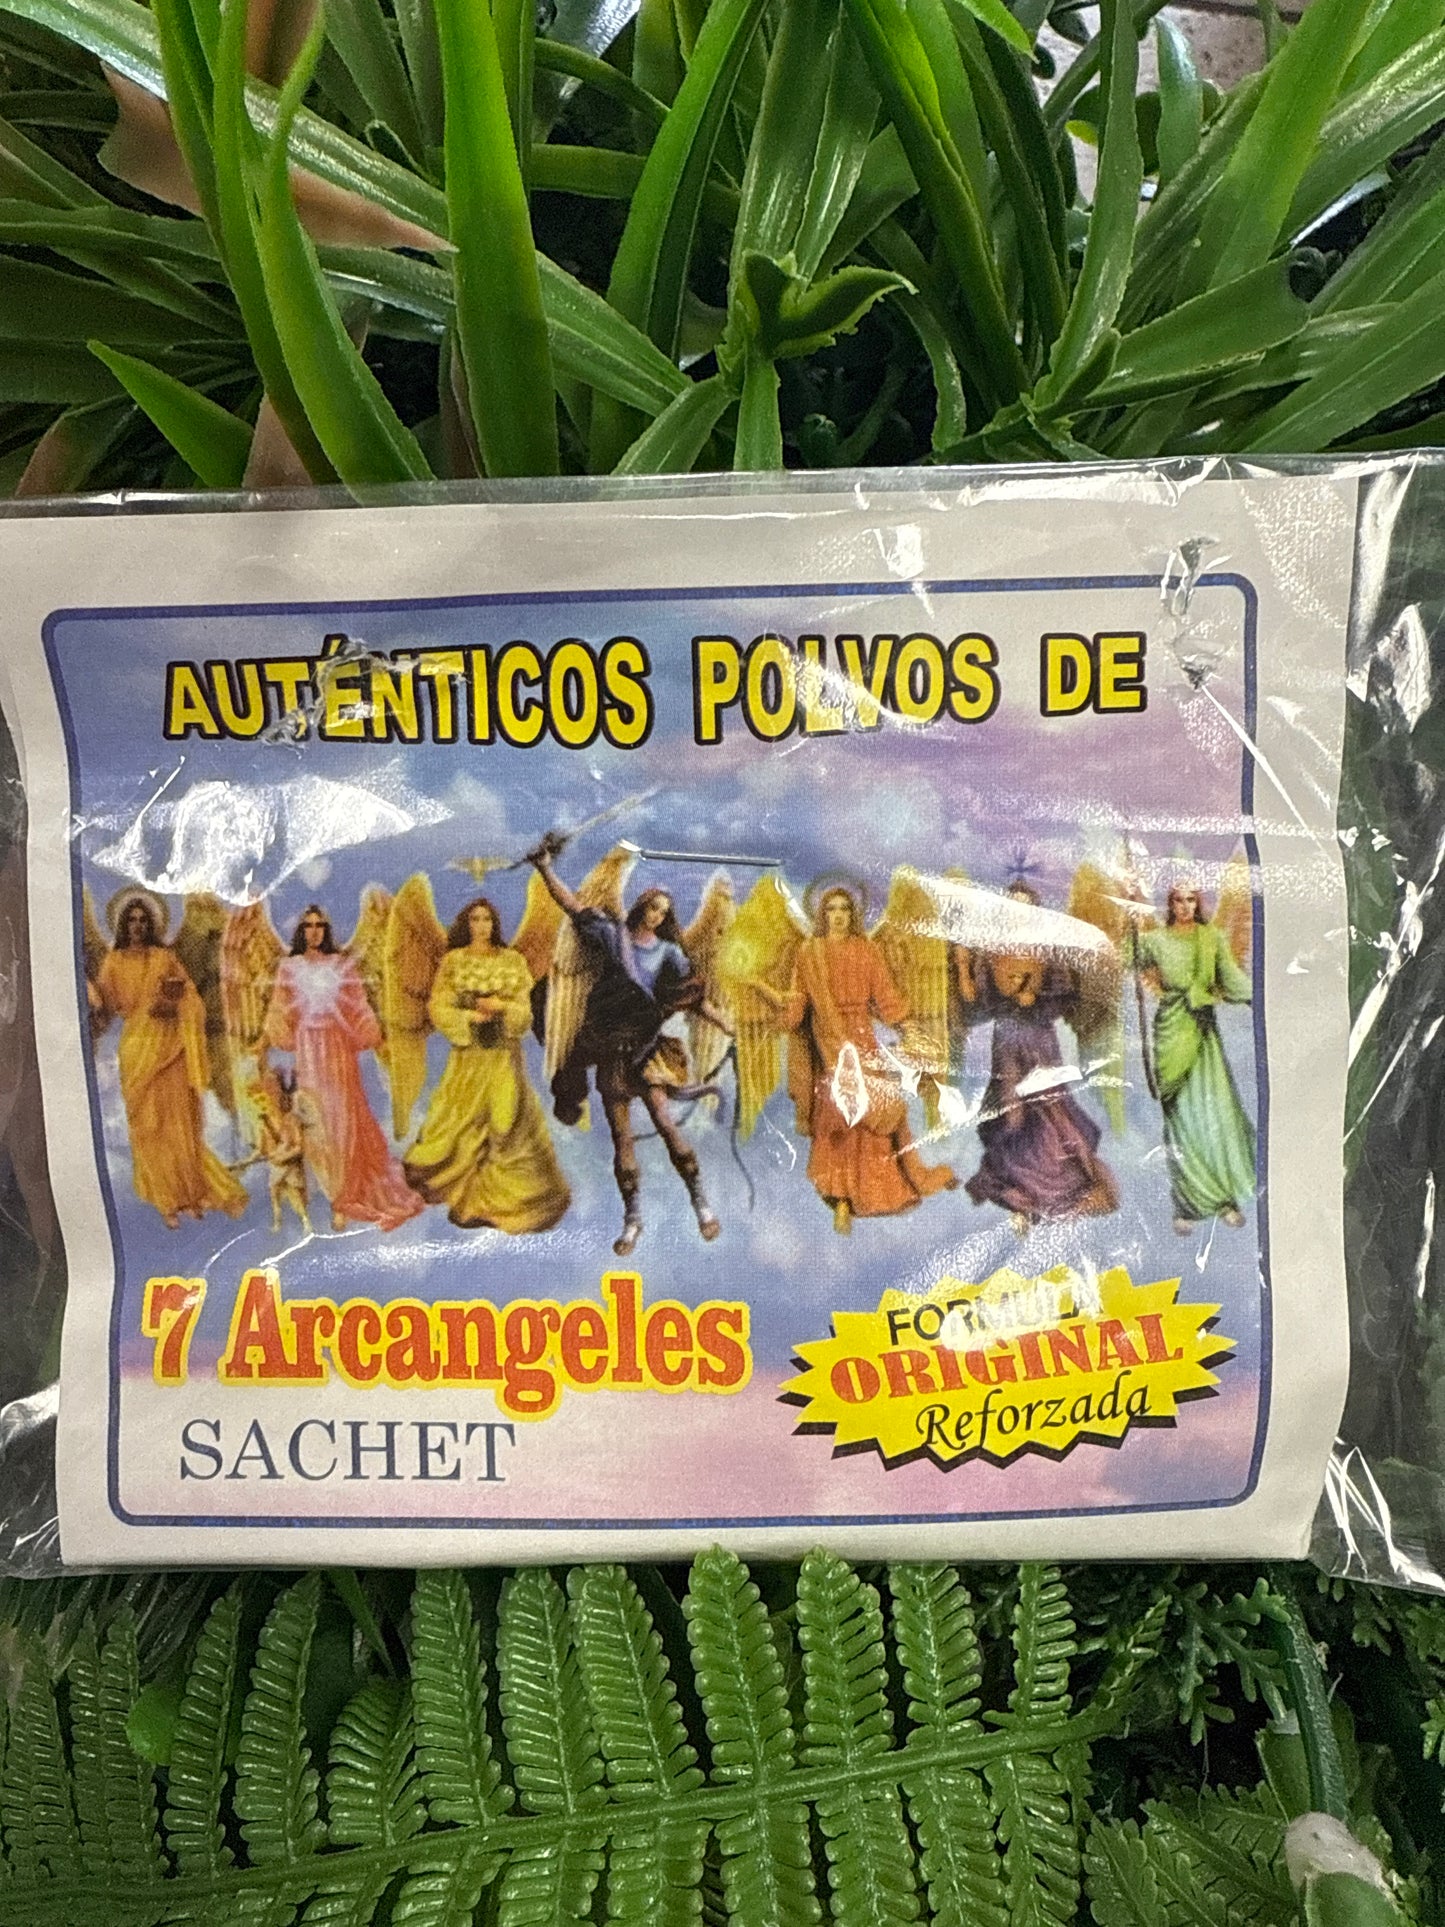 AUTÉNTICOS POLVOS DE
7 Arcangeles
SACHET
FORMULA
ORIGINAL
Reforzada